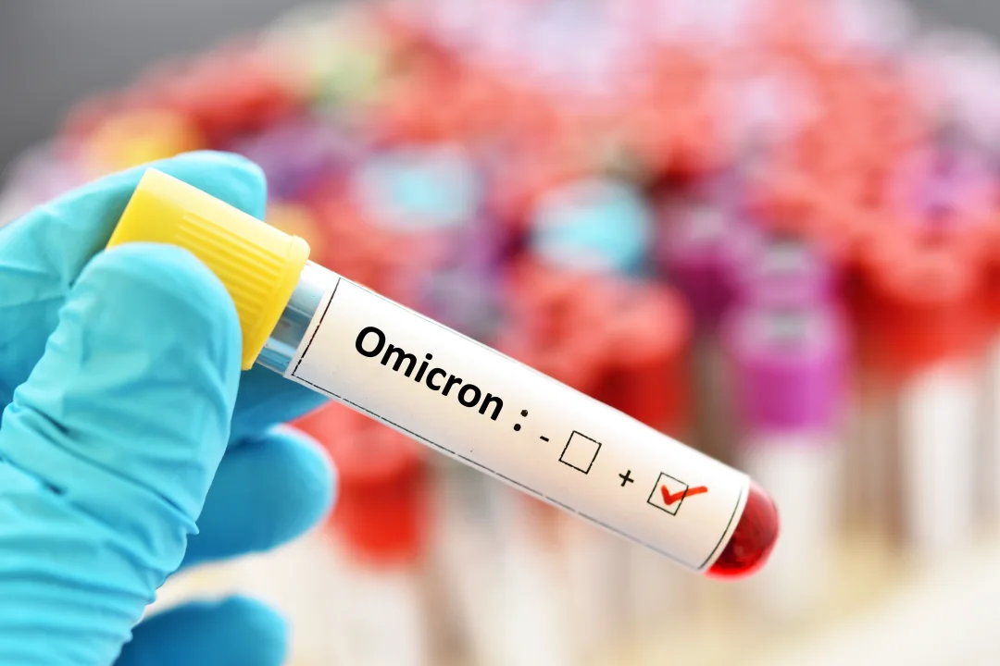 Omicron : - ☐ + ☑